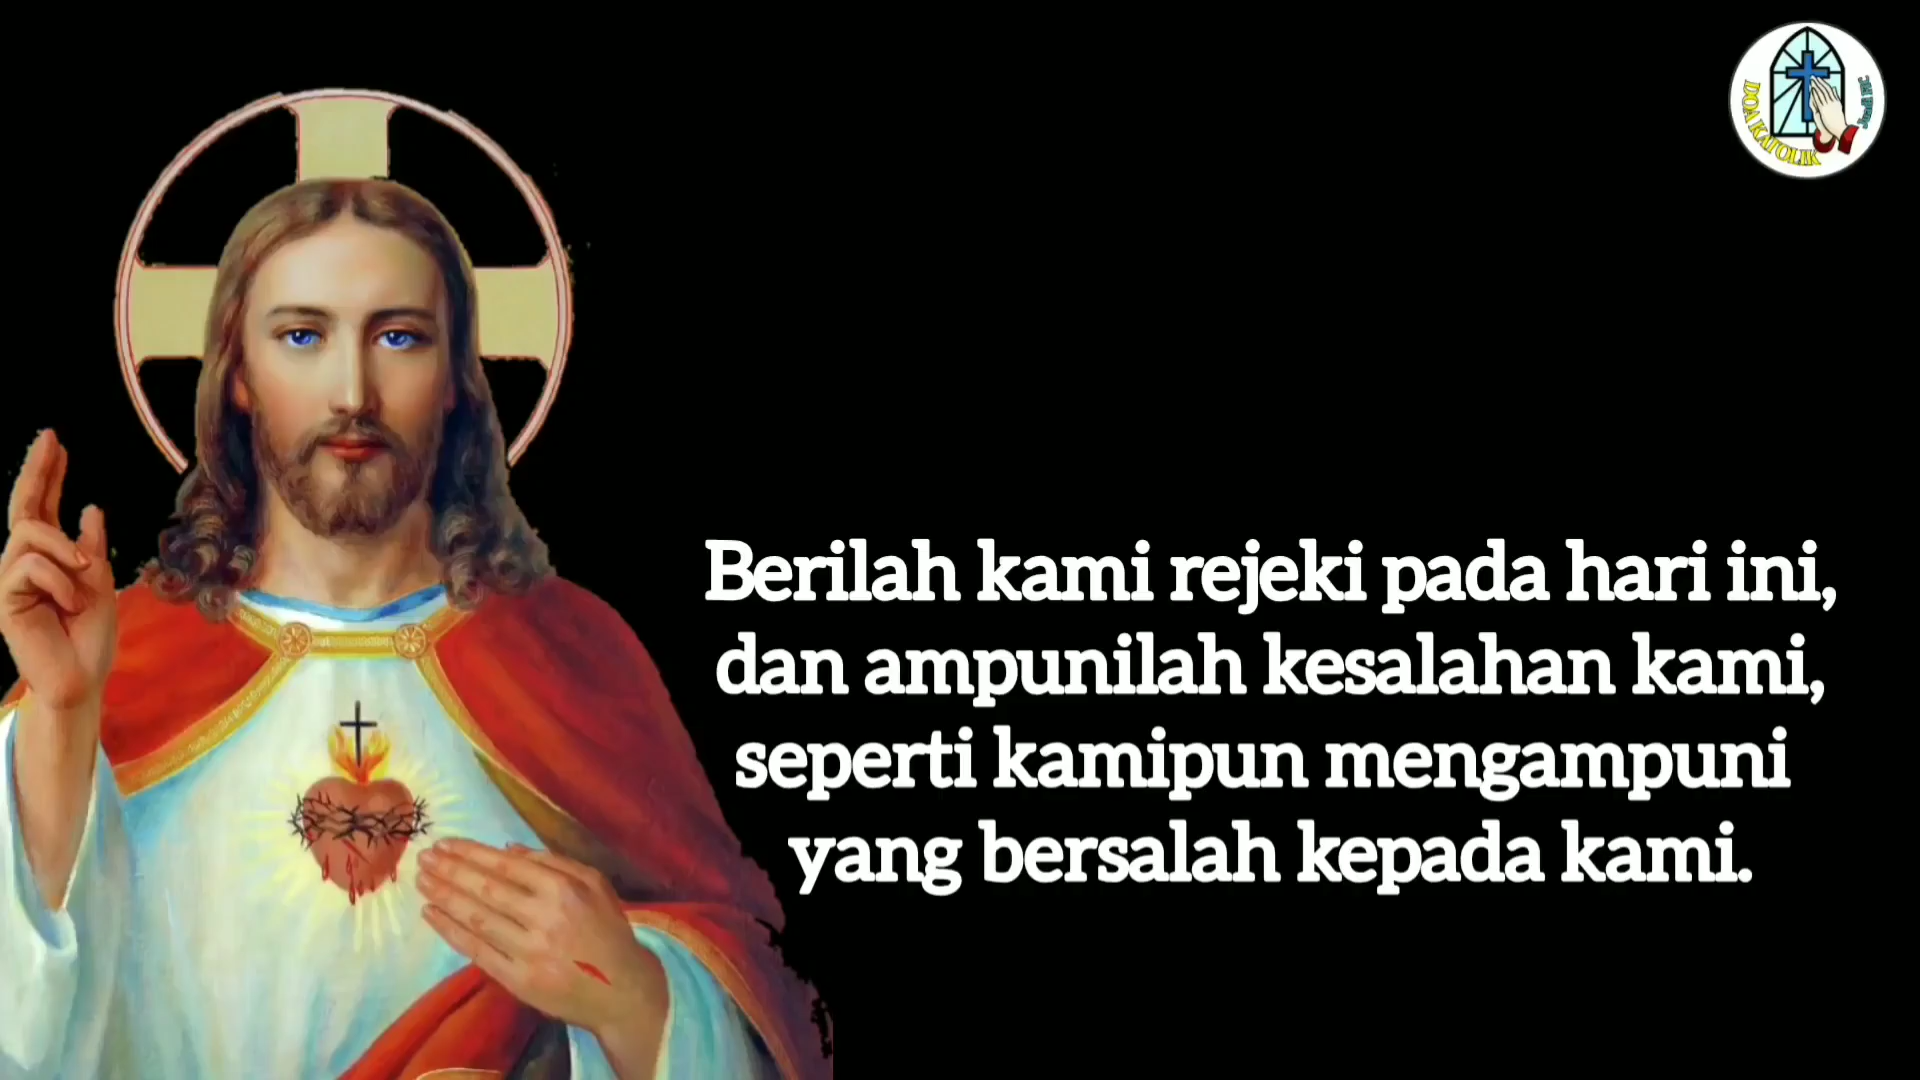 Berilah kami rejeki pada hari ini,
dan ampunilah kesalahan kami,
seperti kamipun mengampuni
yang bersalah kepada kami.
DOA KATOLIK